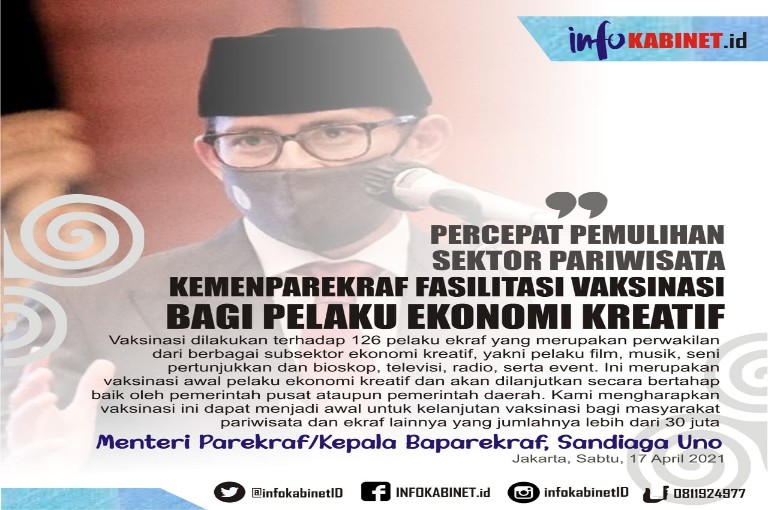 infoKABINET.id
PERCEPAT PEMULIHAN
SEKTOR PARIWISATA
KEMENPAREKRAF FASILITASI VAKSINASI
BAGI PELAKU EKONOMI KREATIF
Vaksinasi dilakukan terhadap 126 pelaku ekraf yang merupakan perwakilan
dari berbagai subsektor ekonomi kreatif, yakni pelaku film, musik, seni
pertunjukkan dan bioskop, televisi, radio, serta event. Ini merupakan
vaksinasi awal pelaku ekonomi kreatif dan akan dilanjutkan secara bertahap
baik oleh pemerintah pusat ataupun pemerintah daerah. Kami mengharapkan
vaksinasi ini dapat menjadi awal untuk kelanjutan vaksinasi bagi masyarakat
pariwisata dan ekraf lainnya yang jumlahnya lebih dari 30 juta
Menteri Parekraf/Kepala Baparekraf, Sandiaga Uno
Jakarta, Sabtu, 17 April 2021
@infokabinetID INFOKABINET.id infokabinetID 0811924977